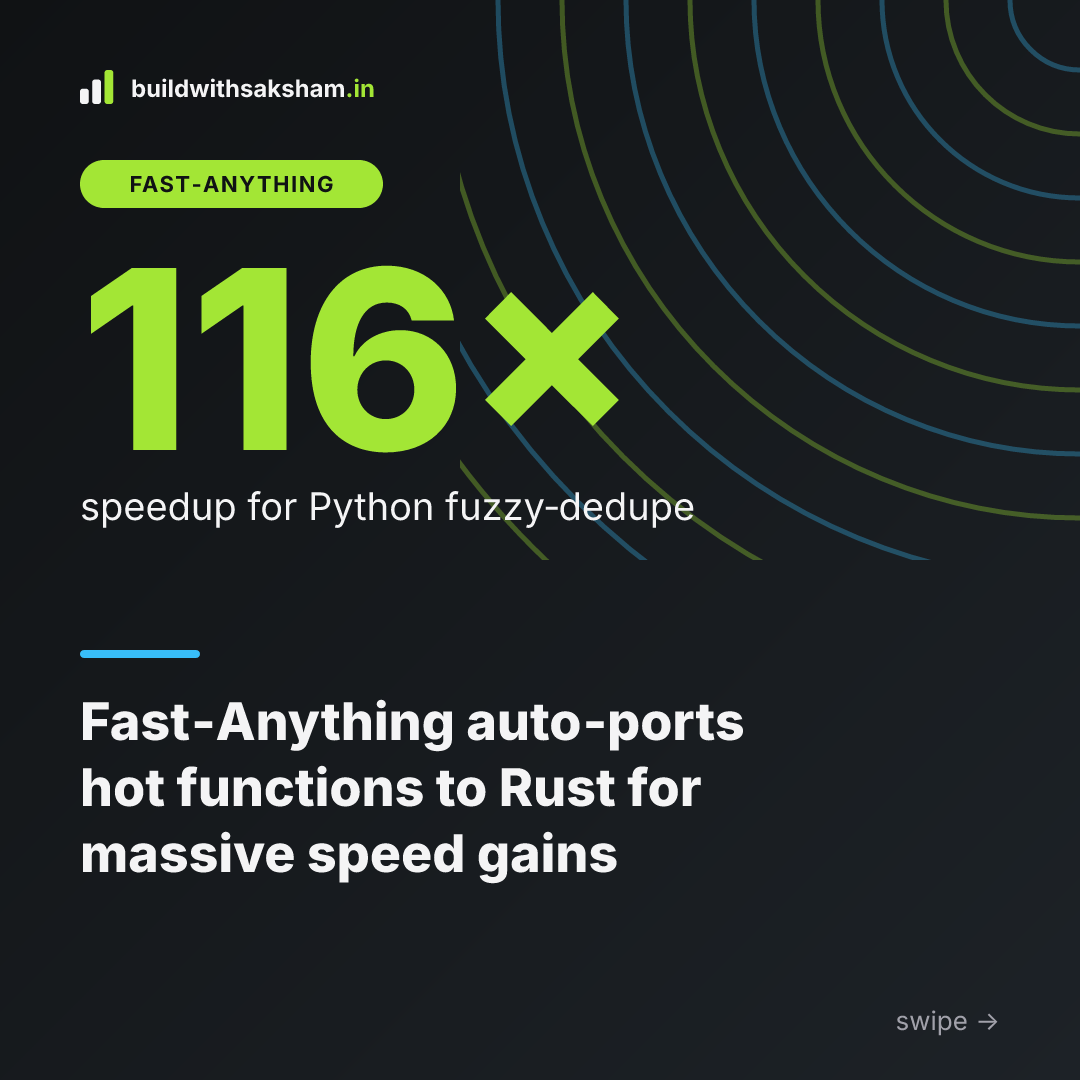 buildwithsaksham.in
FAST-ANYTHING
116×
speedup for Python fuzzy-dedupe
Fast-Anything auto-ports
hot functions to Rust for
massive speed gains
swipe →